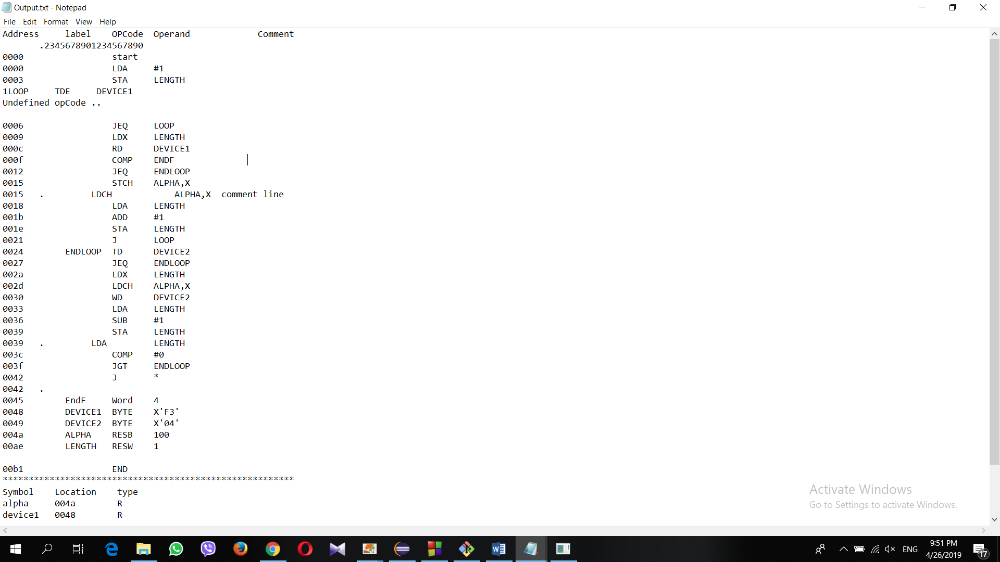 Output.txt - Notepad
File Edit Format View Help
Address label OPCode Operand Comment
.2345678901234567890
0000 start
0000 LDA #1
0003 STA LENGTH
1LOOP TDE DEVICE1
Undefined opCode ..
0006 JEQ LOOP
0009 LDX LENGTH
000c RD DEVICE1
000f COMP ENDF
0012 JEQ ENDLOOP
0015 STCH ALPHA,X
0015 . LDCH ALPHA,X comment line
0018 LDA LENGTH
001b ADD #1
001e STA LENGTH
0021 J LOOP
0024 ENDLOOP TD DEVICE2
0027 JEQ ENDLOOP
002a LDX LENGTH
002d LDCH ALPHA,X
0030 WD DEVICE2
0033 LDA LENGTH
0036 SUB #1
0039 STA LENGTH
0039 . LDA LENGTH
003c COMP #0
003f JGT ENDLOOP
0042 J *
0042 .
0045 EndF Word 4
0048 DEVICE1 BYTE X'F3'
0049 DEVICE2 BYTE X'04'
004a ALPHA RESB 100
00ae LENGTH RESW 1
00b1 END
********************************************************
Symbol Location type
alpha 004a R
device1 0048 R
Activate Windows
Go to Settings to activate Windows.
ENG
9:51 PM
4/26/2019
17